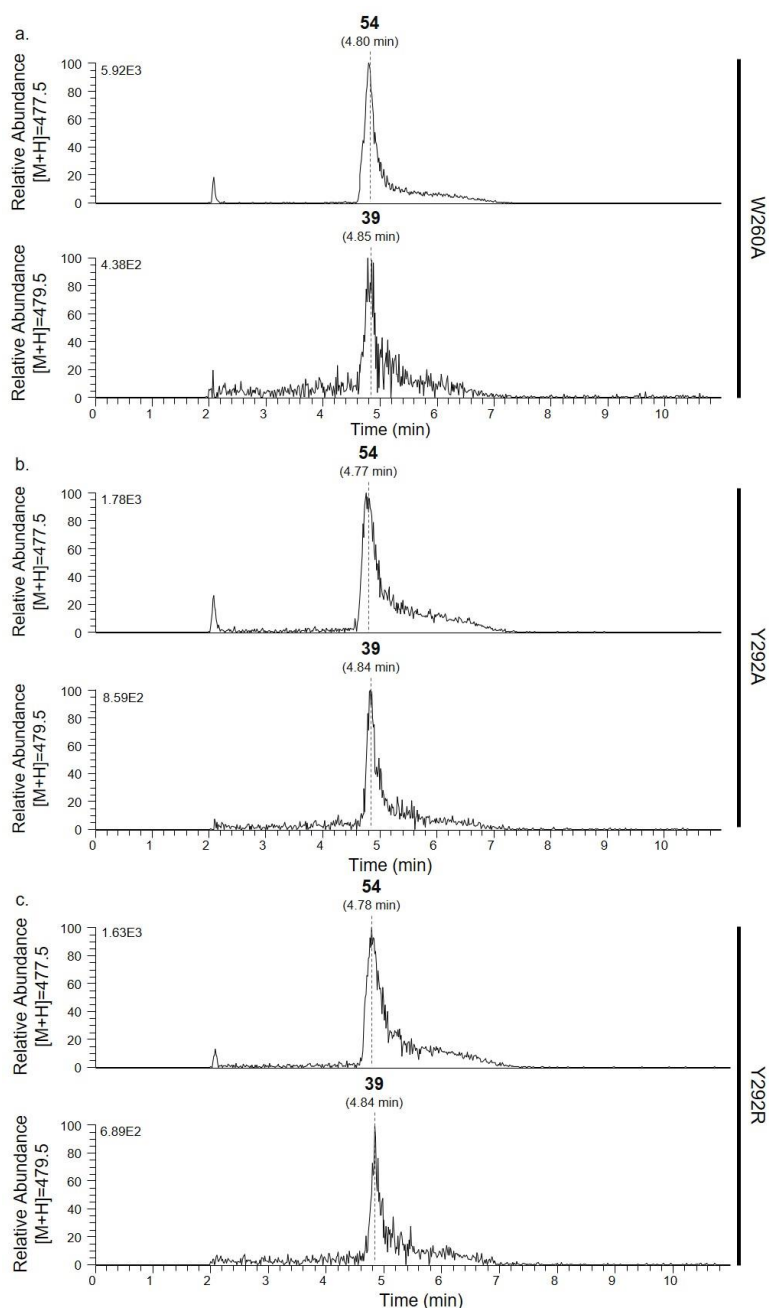 a.
54
(4.80 min)
Relative Abundance
[M+H]=477.5
5.92E3
100
80
60
40
20
0
39
(4.85 min)
Relative Abundance
[M+H]=479.5
4.38E2
100
80
60
40
20
0
0 1 2 3 4 5 6 7 8 9 10
Time (min)
W260A
b.
54
(4.77 min)
Relative Abundance
[M+H]=477.5
1.78E3
100
80
60
40
20
0
39
(4.84 min)
Relative Abundance
[M+H]=479.5
8.59E2
100
80
60
40
20
0
0 1 2 3 4 5 6 7 8 9 10
Time (min)
Y292A
c.
54
(4.78 min)
Relative Abundance
[M+H]=477.5
1.63E3
100
80
60
40
20
0
39
(4.84 min)
Relative Abundance
[M+H]=479.5
6.89E2
100
80
60
40
20
0
0 1 2 3 4 5 6 7 8 9 10
Time (min)
Y292R